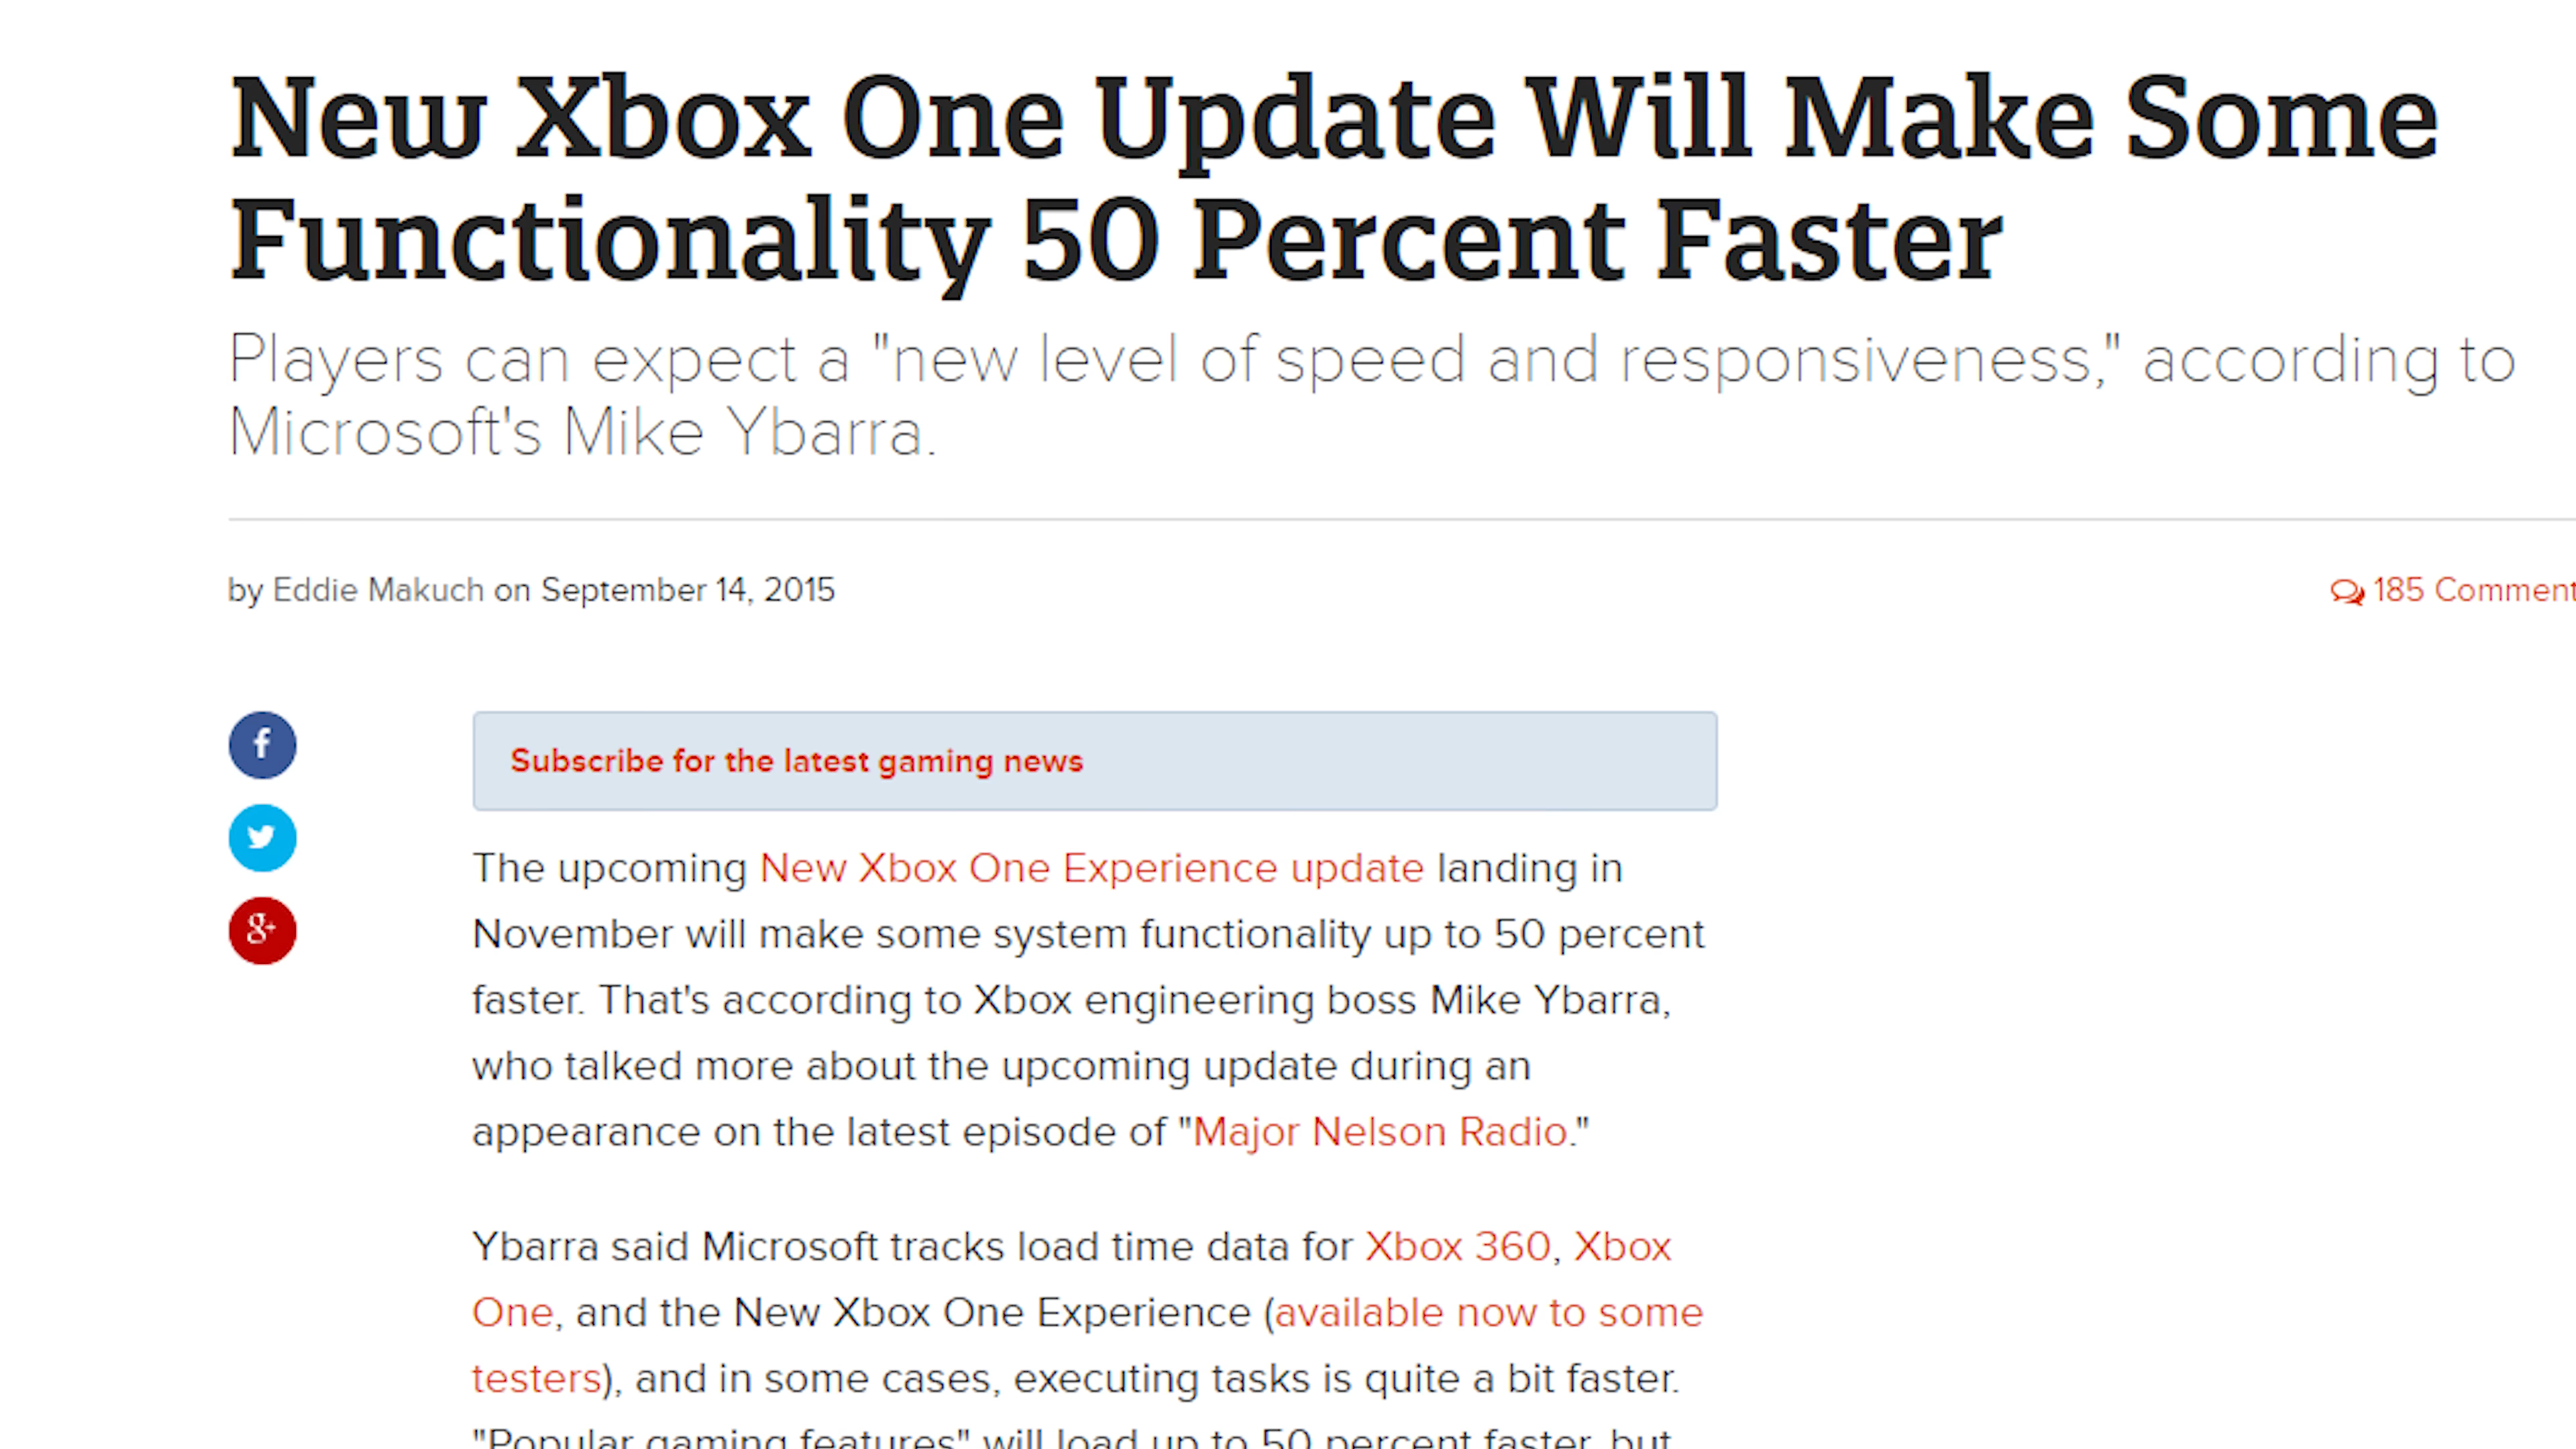 New Xbox One Update Will Make Some
Functionality 50 Percent Faster
Players can expect a "new level of speed and responsiveness," according to
Microsoft's Mike Ybarra.
by Eddie Makuch on September 14, 2015
185 Comment
f
g+
Subscribe for the latest gaming news
The upcoming New Xbox One Experience update landing in
November will make some system functionality up to 50 percent
faster. That's according to Xbox engineering boss Mike Ybarra,
who talked more about the upcoming update during an
appearance on the latest episode of "Major Nelson Radio."
Ybarra said Microsoft tracks load time data for Xbox 360, Xbox
One, and the New Xbox One Experience (available now to some
testers), and in some cases, executing tasks is quite a bit faster.
"Popular gaming features" will load up to 50 percent faster, but